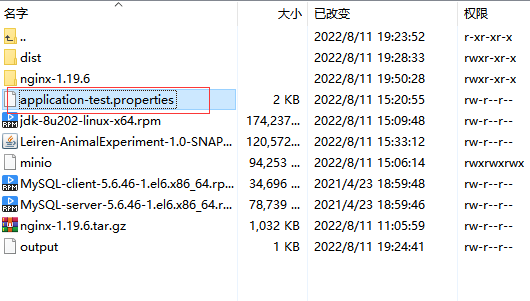 名字 大小 已改变 权限
.. 2022/8/11 19:23:52 r-xr-xr-x
dist 2022/8/11 19:28:33 rwxr-xr-x
nginx-1.19.6 2022/8/11 19:50:28 rwxr-xr-x
application-test.properties 2 KB 2022/8/11 15:20:55 rw-r--r--
jdk-8u202-linux-x64.rpm 174,237... 2022/8/11 15:09:48 rw-r--r--
Leiren-AnimalExperiment-1.0-SNAP... 120,572... 2022/8/11 15:33:12 rw-r--r--
minio 94,253 ... 2022/8/11 15:06:14 rwxrwxrwx
MySQL-client-5.6.46-1.el6.x86_64.rp... 34,696 ... 2021/4/23 18:59:48 rw-r--r--
MySQL-server-5.6.46-1.el6.x86_64.r... 78,739 ... 2021/4/23 18:59:46 rw-r--r--
nginx-1.19.6.tar.gz 1,032 KB 2022/8/11 11:05:59 rw-r--r--
output 1 KB 2022/8/11 19:24:41 rw-r--r--